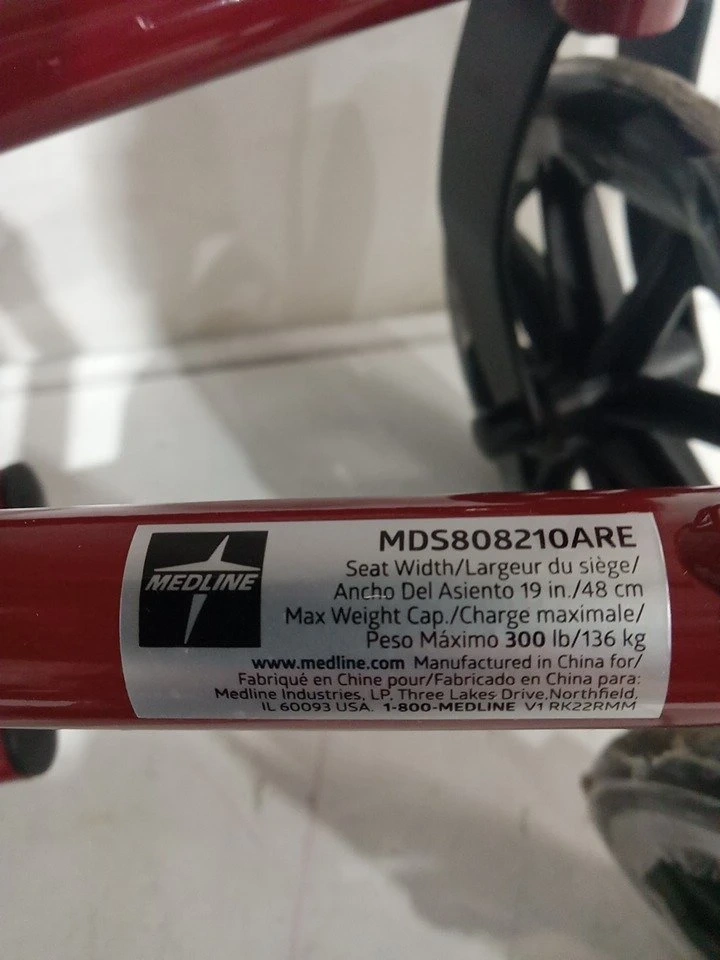 MEDLINE
MDS808210ARE
Seat Width/Largeur du siège/
Ancho Del Asiento 19 in./48 cm
Max Weight Cap./Charge maximale/
Peso Máximo 300 lb/136 kg
www.medline.com Manufactured in China for/
Fabriqué en Chine pour/Fabricado en China para:
Medline Industries, LP, Three Lakes Drive,Northfield,
IL 60093 USA. 1-800-MEDLINE V1 RK22RMM